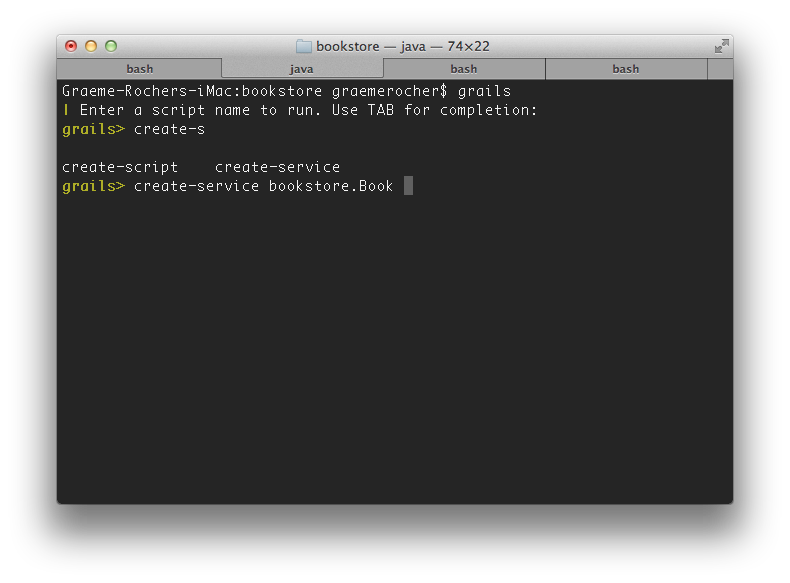 bookstore — java — 74×22
bash java bash bash
Graeme-Rochers-iMac:bookstore graemerocher$ grails
| Enter a script name to run. Use TAB for completion:
grails> create-s
create-script    create-service
grails> create-service bookstore.Book